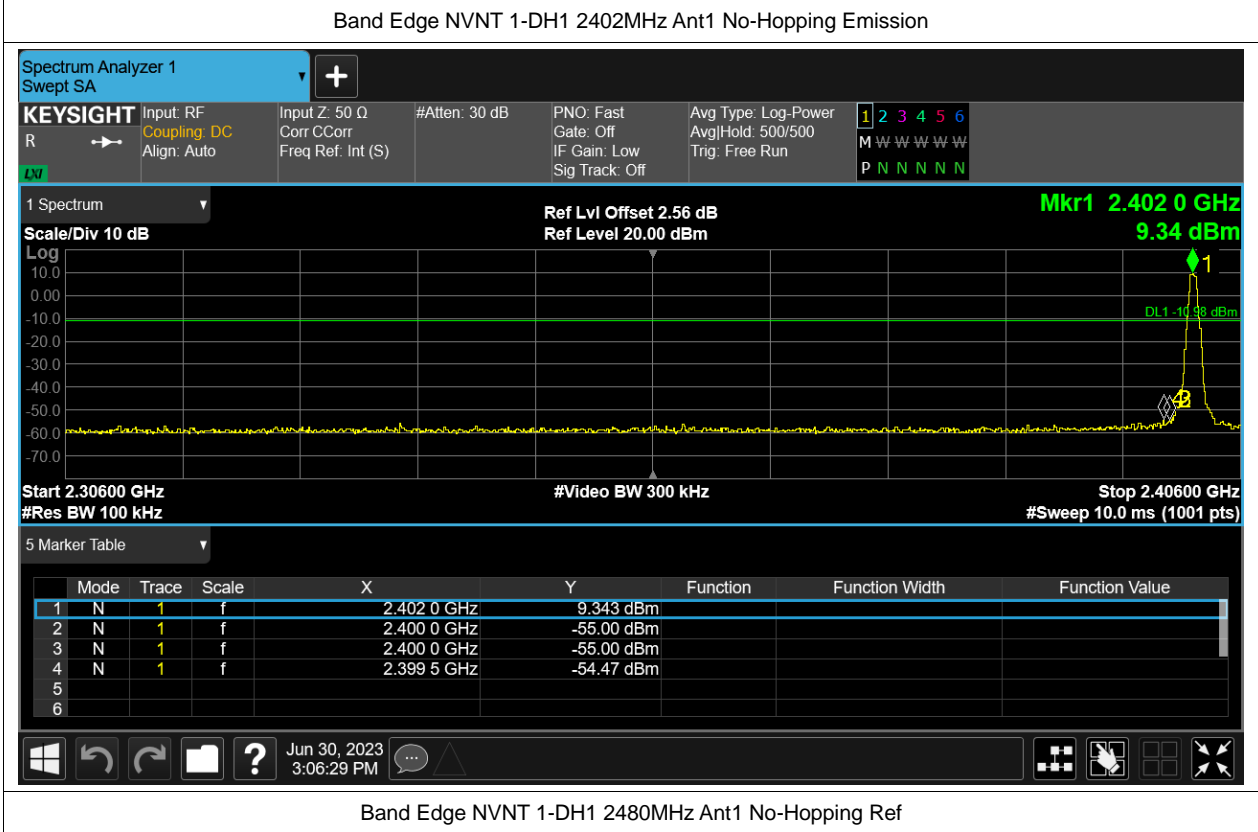 Band Edge NVNT 1-DH1 2402MHz Ant1 No-Hopping Emission
Spectrum Analyzer 1
Swept SA
KEYSIGHT
R
LXI
Input: RF
Coupling: DC
Align: Auto
Input Z: 50 Ω
Corr CCorr
Freq Ref: Int (S)
#Atten: 30 dB
PNO: Fast
Gate: Off
IF Gain: Low
Sig Track: Off
Avg Type: Log-Power
Avg|Hold: 500/500
Trig: Free Run
1 2 3 4 5 6
M W W W W W
P N N N N N
1 Spectrum
Scale/Div 10 dB
Ref Lvl Offset 2.56 dB
Ref Level 20.00 dBm
Mkr1 2.402 0 GHz
9.34 dBm
Log
10.0
0.00
-10.0
-20.0
-30.0
-40.0
-50.0
-60.0
-70.0
1
DL1 -10.98 dBm
Start 2.30600 GHz
#Video BW 300 kHz
Stop 2.40600 GHz
#Res BW 100 kHz
#Sweep 10.0 ms (1001 pts)
5 Marker Table
Mode Trace Scale X Y Function Function Width Function Value
1 N 1 f 2.402 0 GHz 9.343 dBm
2 N 1 f 2.400 0 GHz -55.00 dBm
3 N 1 f 2.400 0 GHz -55.00 dBm
4 N 1 f 2.399 5 GHz -54.47 dBm
5
6
?
Jun 30, 2023
3:06:29 PM
Band Edge NVNT 1-DH1 2480MHz Ant1 No-Hopping Ref